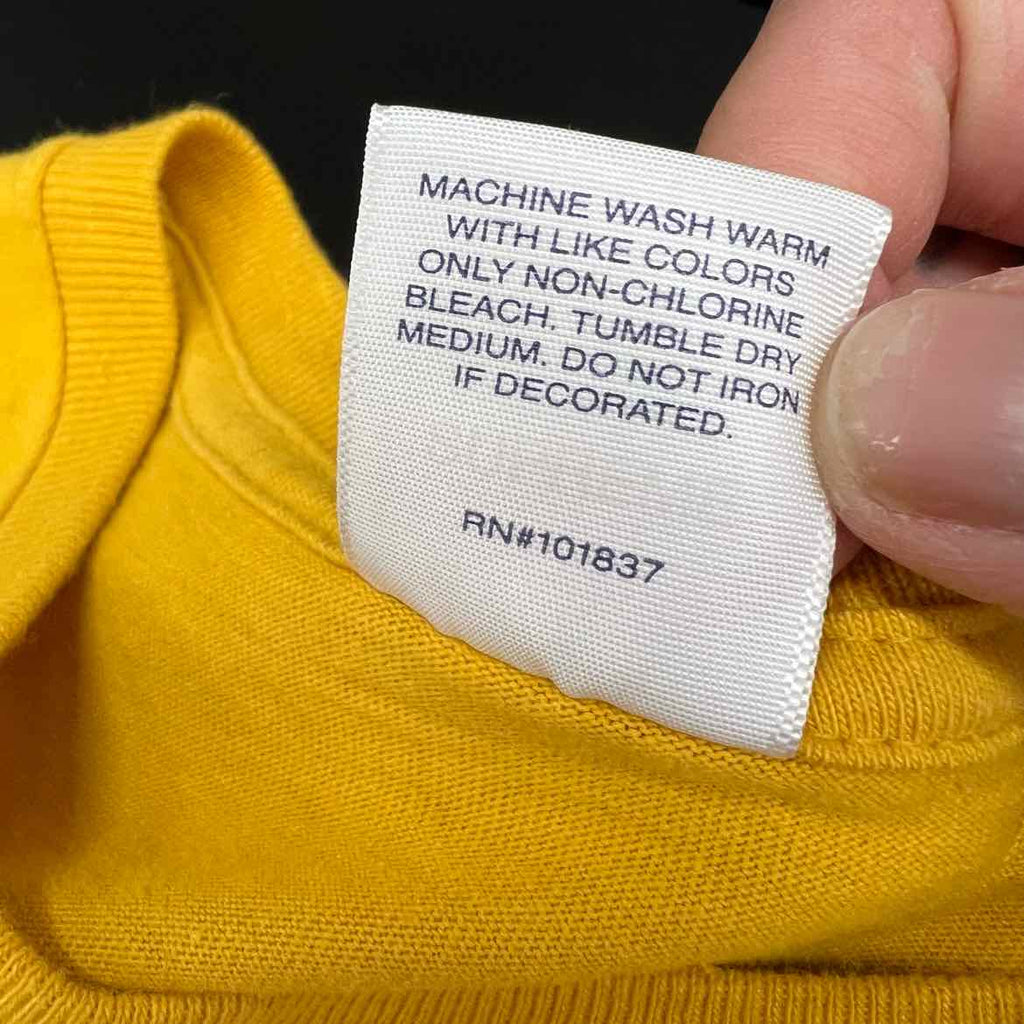 MACHINE WASH WARM
WITH LIKE COLORS
ONLY NON-CHLORINE
BLEACH. TUMBLE DRY
MEDIUM. DO NOT IRON
IF DECORATED.
RN#101837